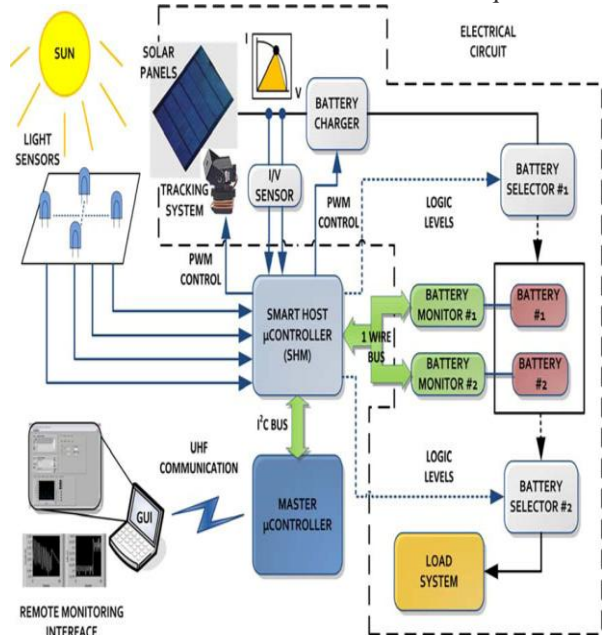 SUN
SOLAR
PANELS
I
V
BATTERY
CHARGER
ELECTRICAL
CIRCUIT
LIGHT
SENSORS
TRACKING
SYSTEM
I/V
SENSOR
PWM
CONTROL
LOGIC
LEVELS
BATTERY
SELECTOR #1
PWM
CONTROL
SMART HOST
μCONTROLLER
(SHM)
1 WIRE
BUS
BATTERY
MONITOR #1
BATTERY
#1
BATTERY
MONITOR #2
BATTERY
#2
I²C BUS
UHF
COMMUNICATION
LOGIC
LEVELS
MASTER
μCONTROLLER
BATTERY
SELECTOR #2
GUI
LOAD
SYSTEM
REMOTE MONITORING
INTERFACE